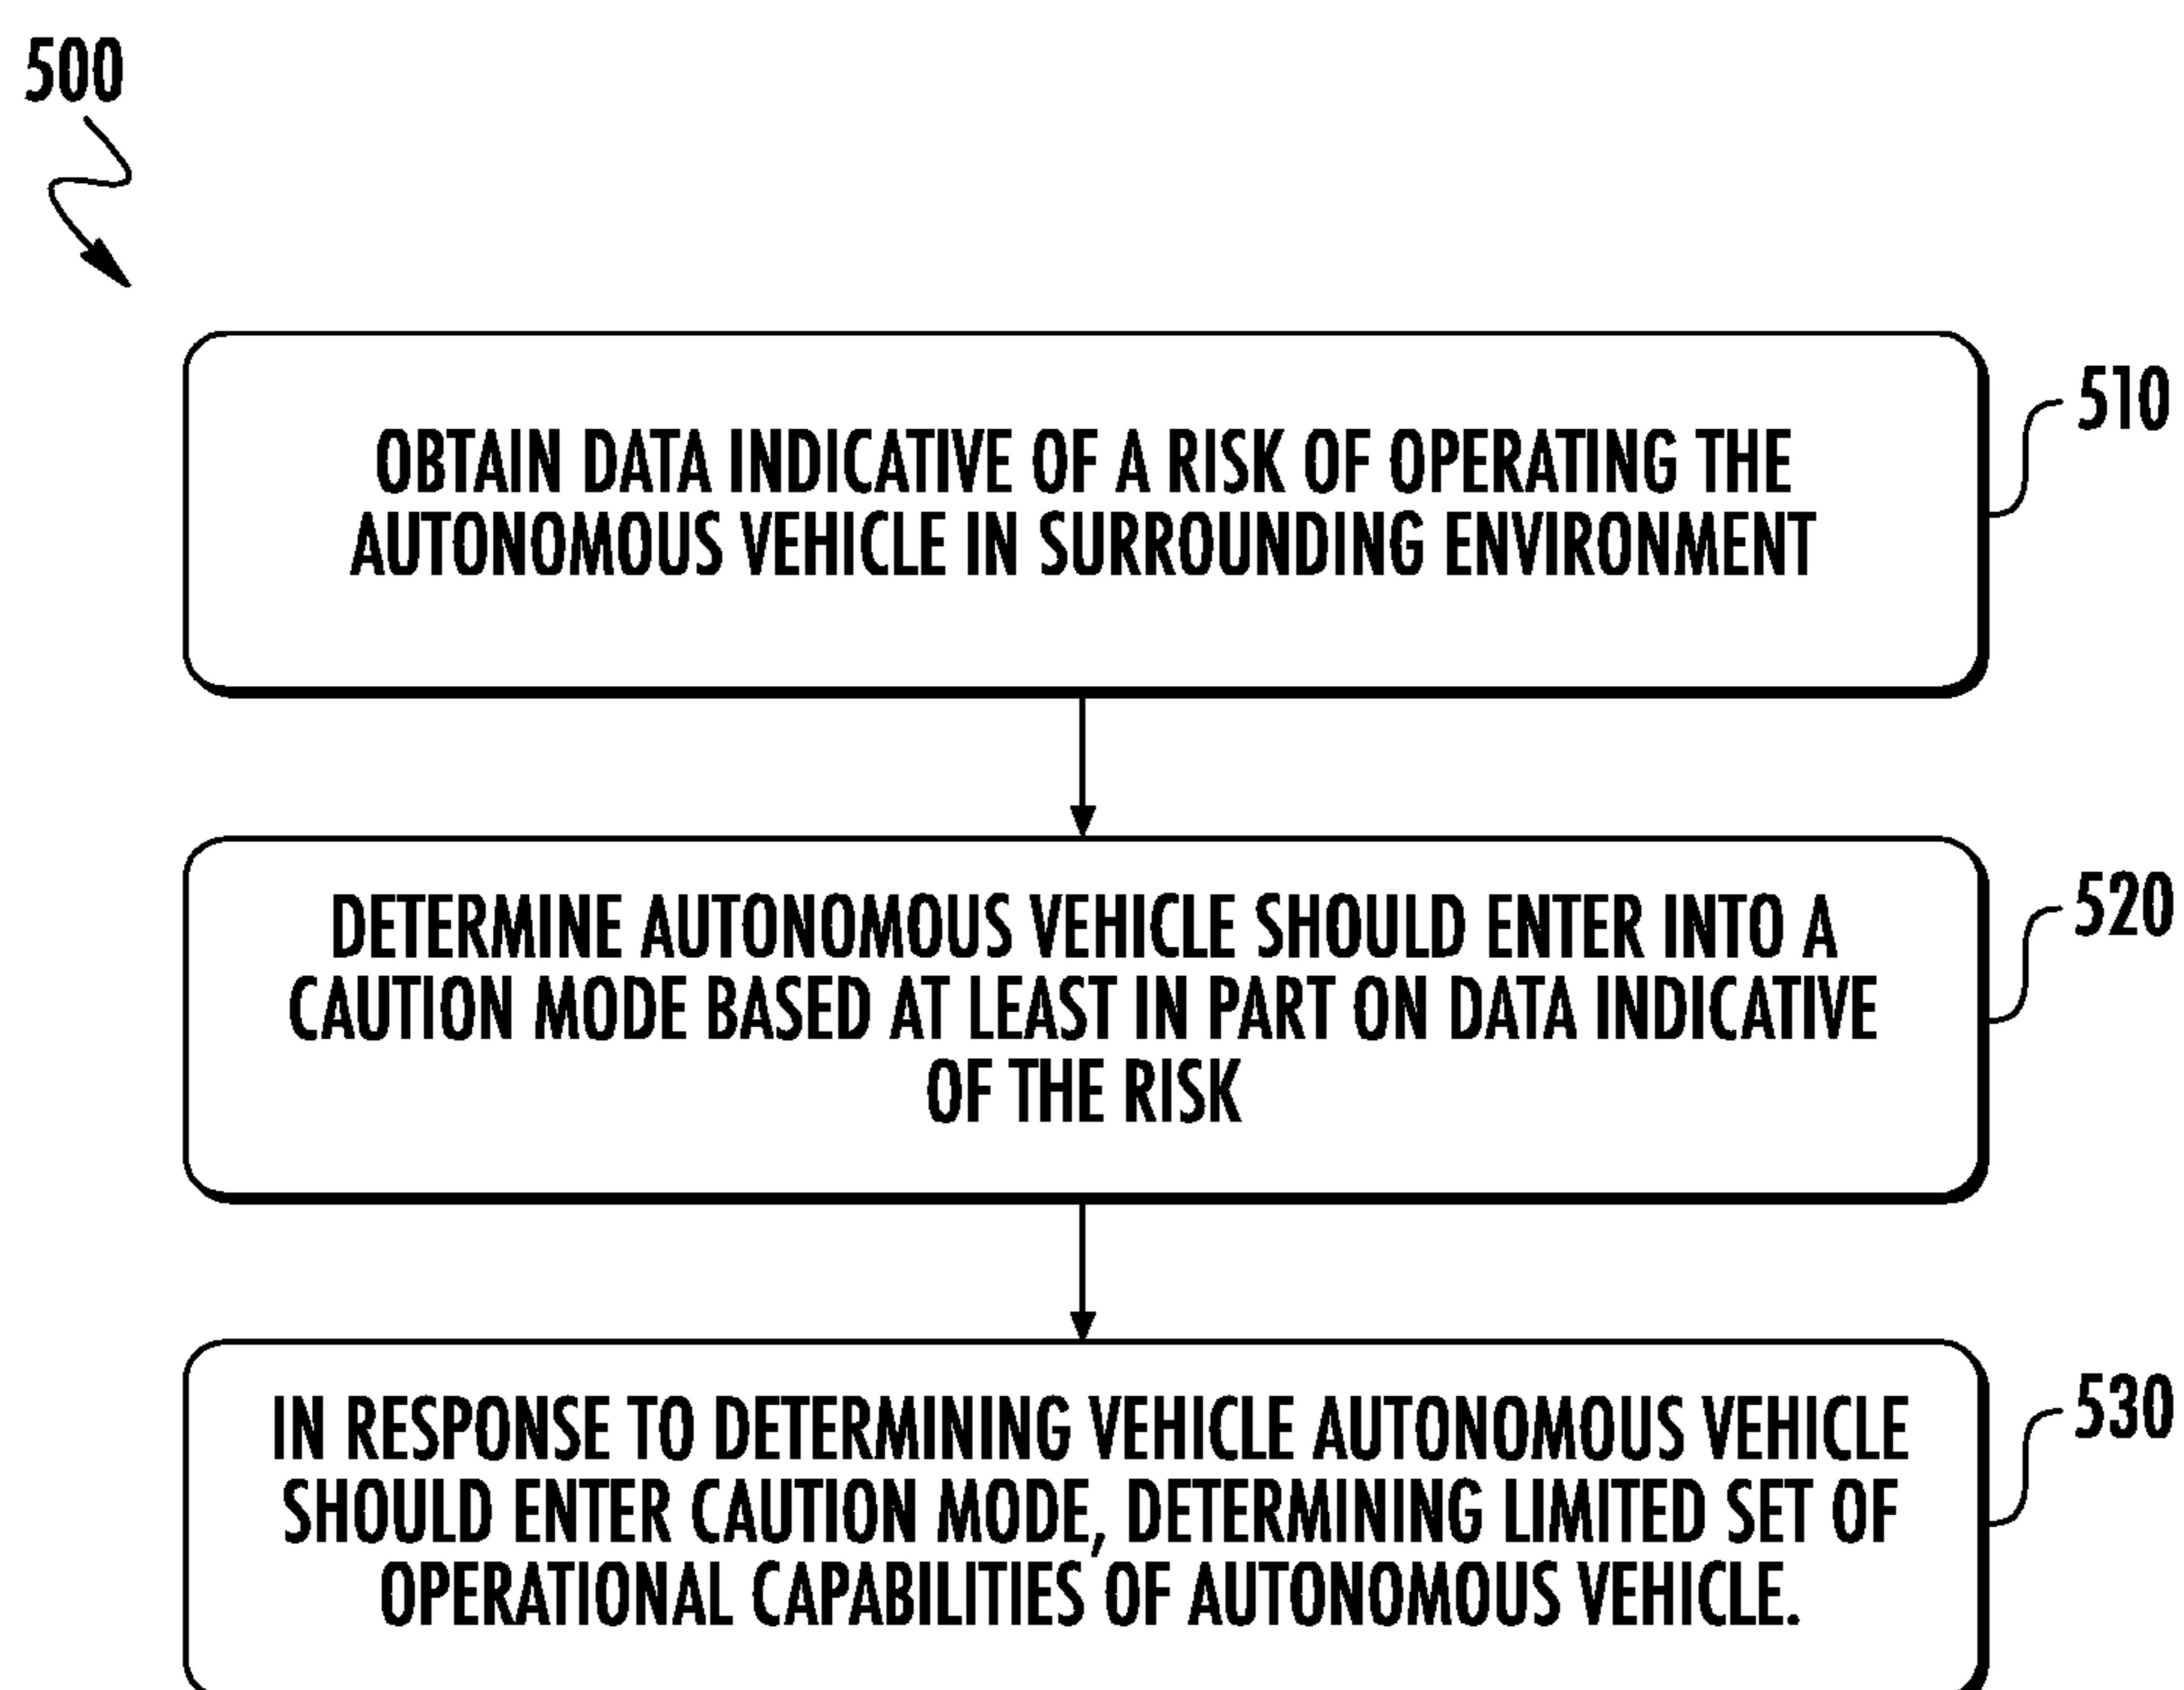 500
OBTAIN DATA INDICATIVE OF A RISK OF OPERATING THE
AUTONOMOUS VEHICLE IN SURROUNDING ENVIRONMENT
510
DETERMINE AUTONOMOUS VEHICLE SHOULD ENTER INTO A
CAUTION MODE BASED AT LEAST IN PART ON DATA INDICATIVE
OF THE RISK
520
IN RESPONSE TO DETERMINING VEHICLE AUTONOMOUS VEHICLE
SHOULD ENTER CAUTION MODE, DETERMINING LIMITED SET OF
OPERATIONAL CAPABILITIES OF AUTONOMOUS VEHICLE.
530